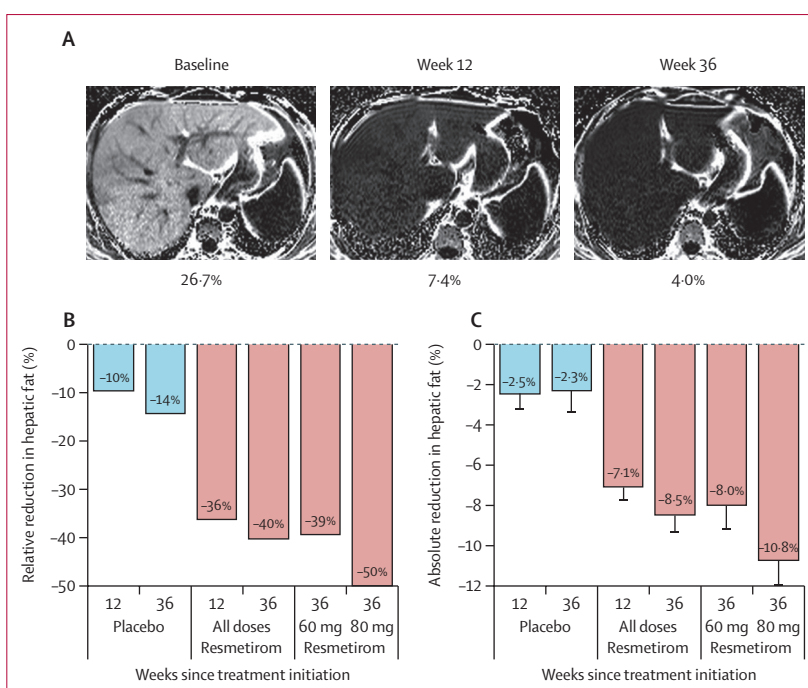 A
Baseline
Week 12
Week 36
26·7%
7·4%
4·0%
B
Relative reduction in hepatic fat (%)
0
–10
–20
–30
–40
–50
–10%
–14%
–36%
–40%
–39%
–50%
12 36 12 36 36 36
Placebo All doses 60 mg 80 mg
Resmetirom Resmetirom
Weeks since treatment initiation
C
Absolute reduction in hepatic fat (%)
0
–2
–4
–6
–8
–10
–12
–2·5%
–2·3%
–7·1%
–8·5%
–8·0%
–10·8%
12 36 12 36 36 36
Placebo All doses 60 mg 80 mg
Resmetirom Resmetirom
Weeks since treatment initiation